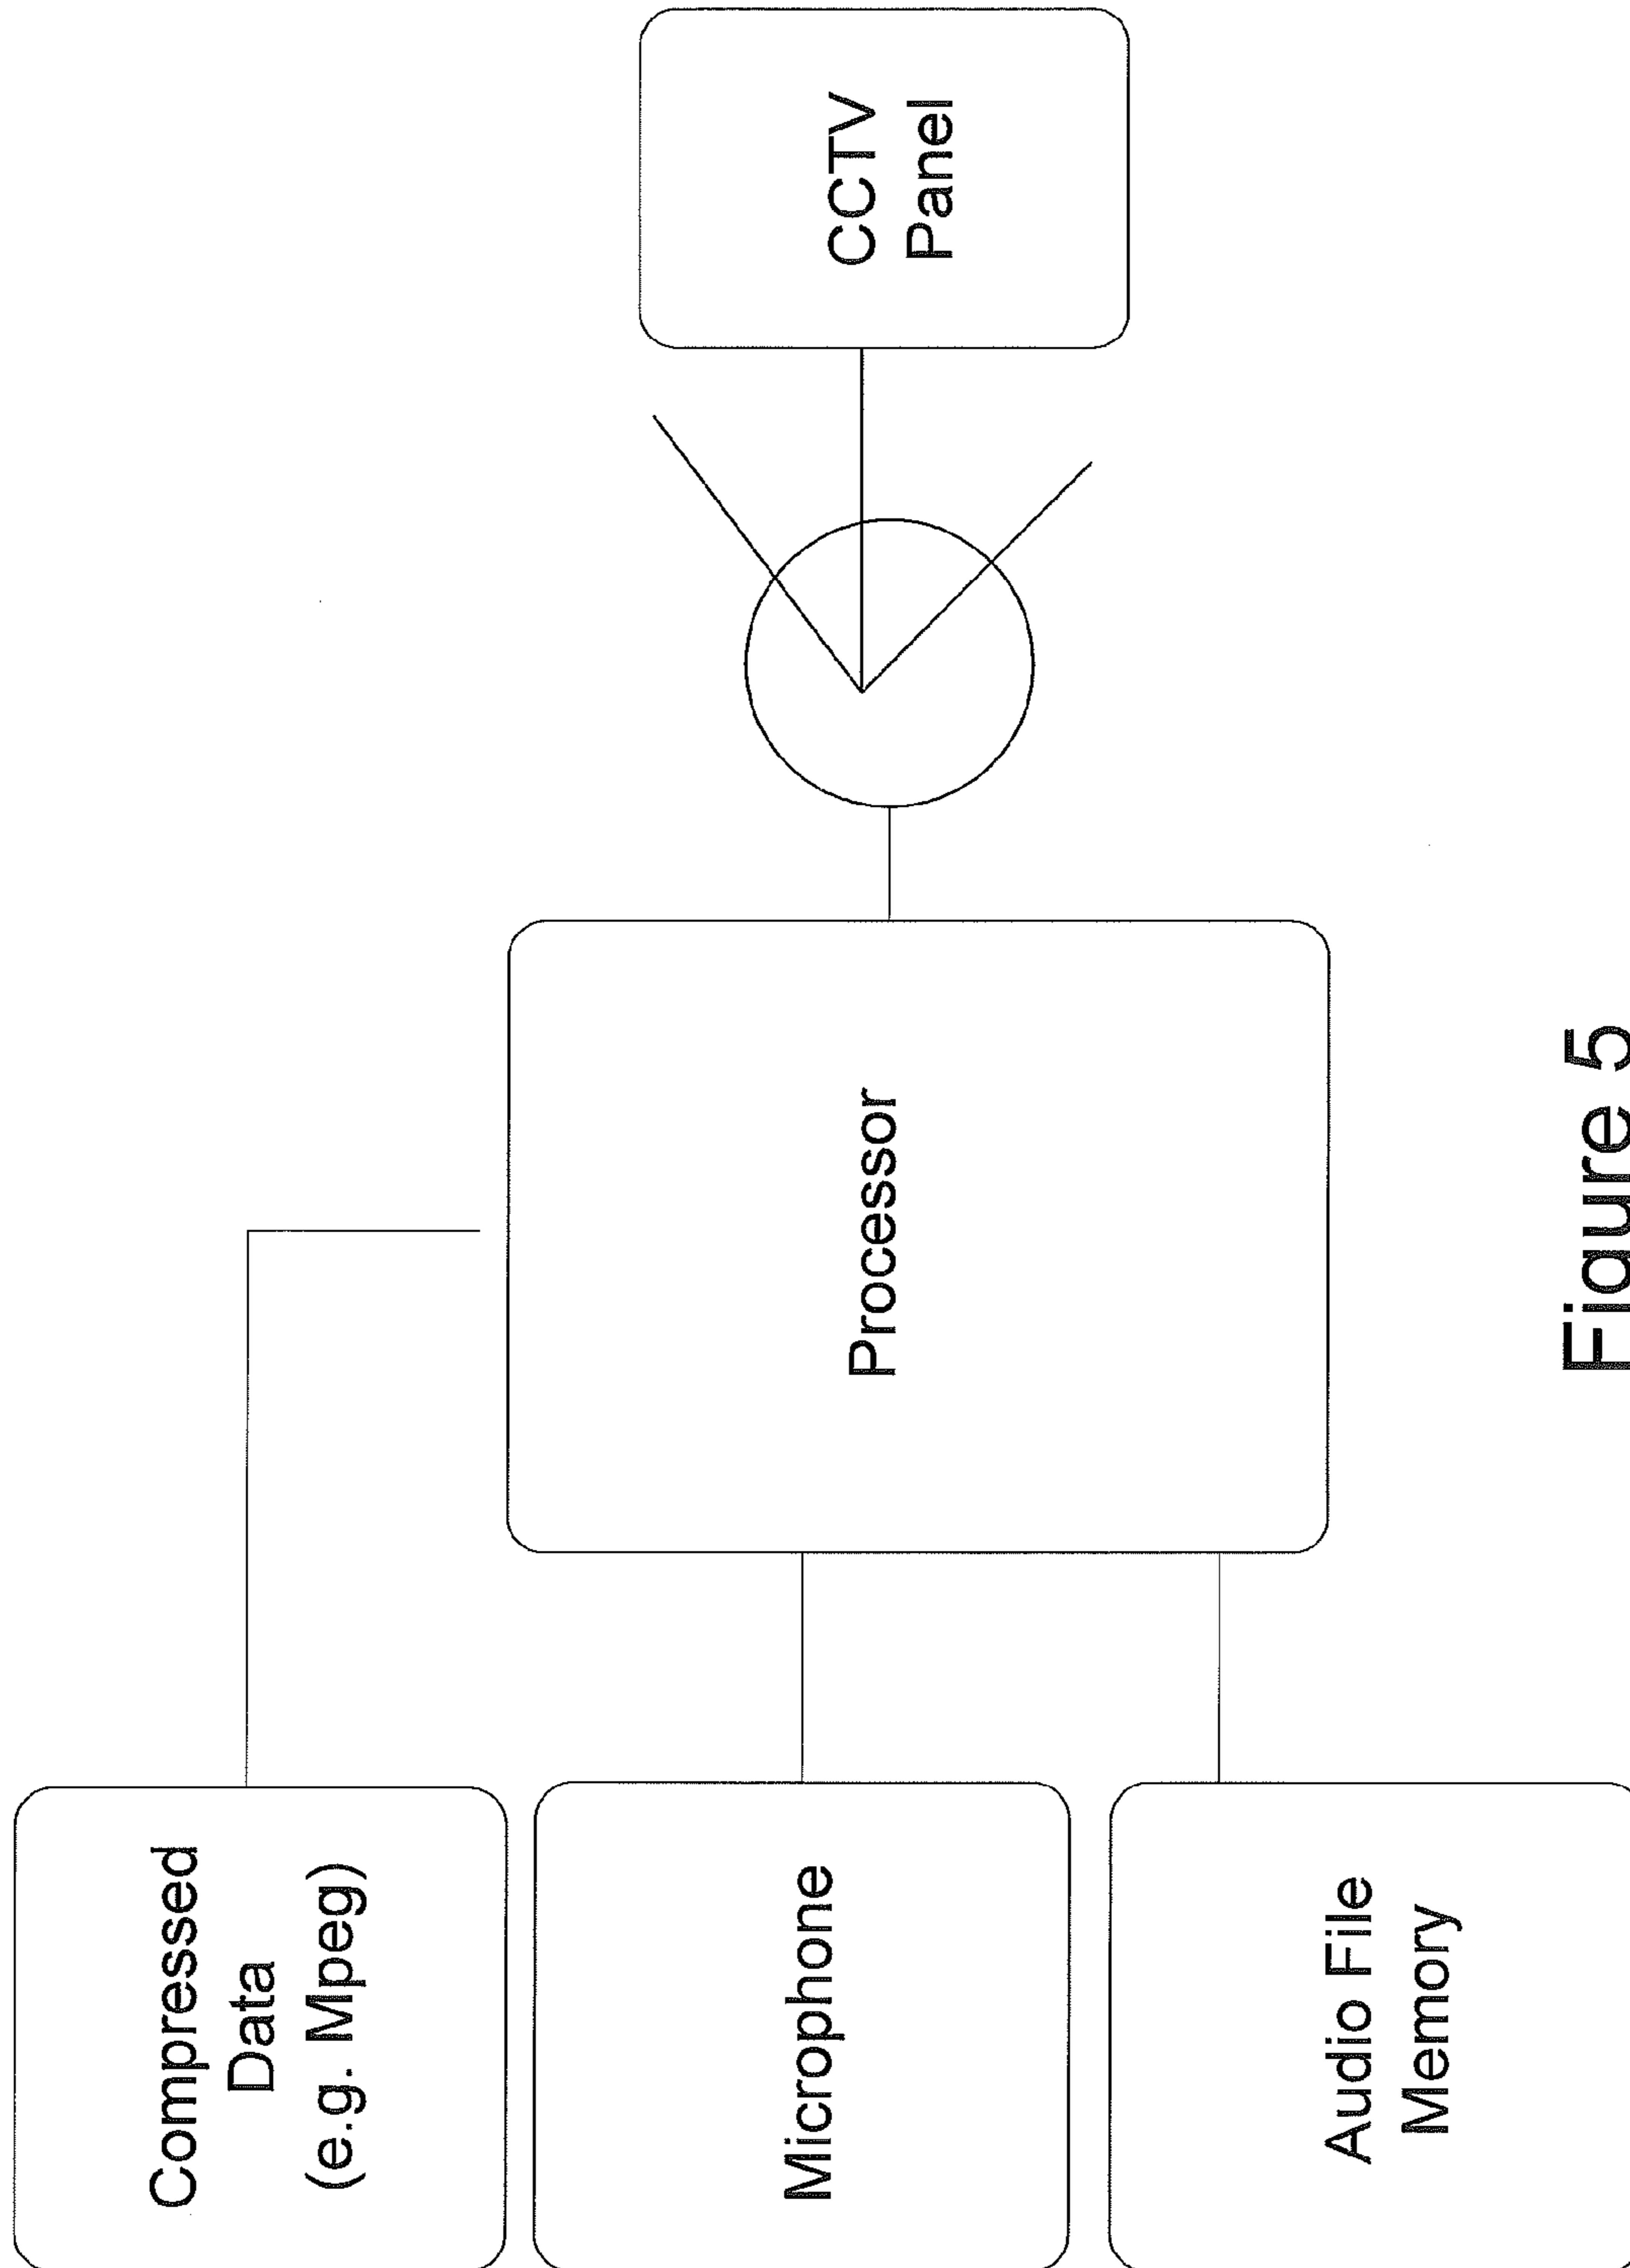 Compressed
Data
(e.g. Mpeg)
Microphone
Audio File
Memory
Processor
CCTV
Panel
Figure 5